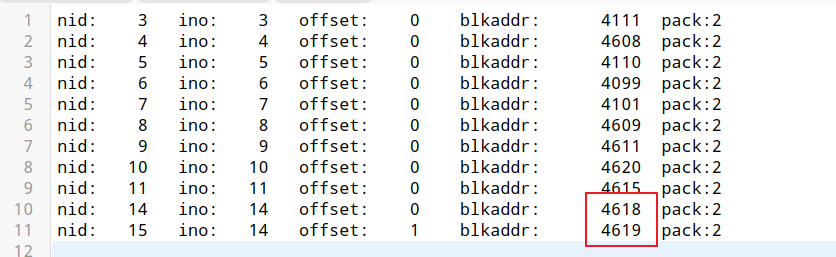 1 nid: 3 ino: 3 offset: 0 blkaddr: 4111 pack:2
2 nid: 4 ino: 4 offset: 0 blkaddr: 4608 pack:2
3 nid: 5 ino: 5 offset: 0 blkaddr: 4110 pack:2
4 nid: 6 ino: 6 offset: 0 blkaddr: 4099 pack:2
5 nid: 7 ino: 7 offset: 0 blkaddr: 4101 pack:2
6 nid: 8 ino: 8 offset: 0 blkaddr: 4609 pack:2
7 nid: 9 ino: 9 offset: 0 blkaddr: 4611 pack:2
8 nid: 10 ino: 10 offset: 0 blkaddr: 4620 pack:2
9 nid: 11 ino: 11 offset: 0 blkaddr: 4615 pack:2
10 nid: 14 ino: 14 offset: 0 blkaddr: 4618 pack:2
11 nid: 15 ino: 14 offset: 1 blkaddr: 4619 pack:2
12